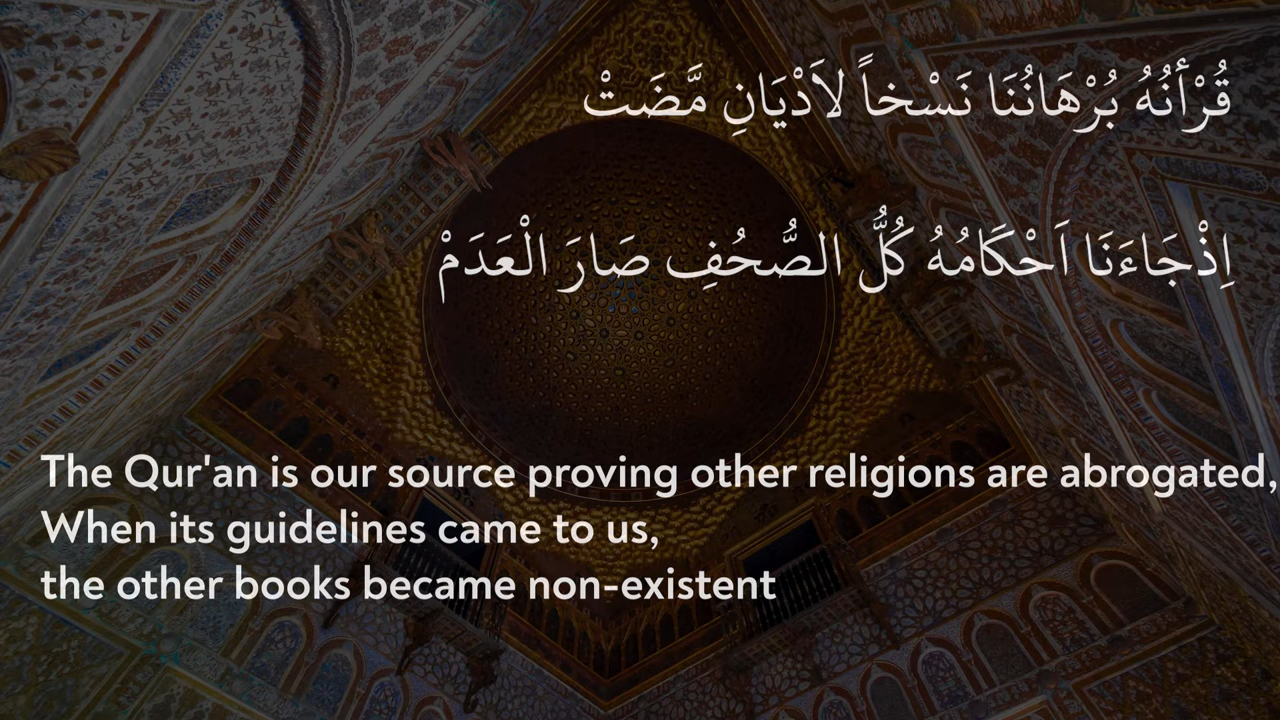 قُرْأٰنُهُ بُرْهَانُنَا نَسْخاً لاَدْيَانِ مَّضَتْ
اِذْجَاءَنَا اَحْكَامُهُ كُلُّ الصُّحُفِ صَارَ الْعَدَمْ
The Qur'an is our source proving other religions are abrogated,
When its guidelines came to us,
the other books became non-existent